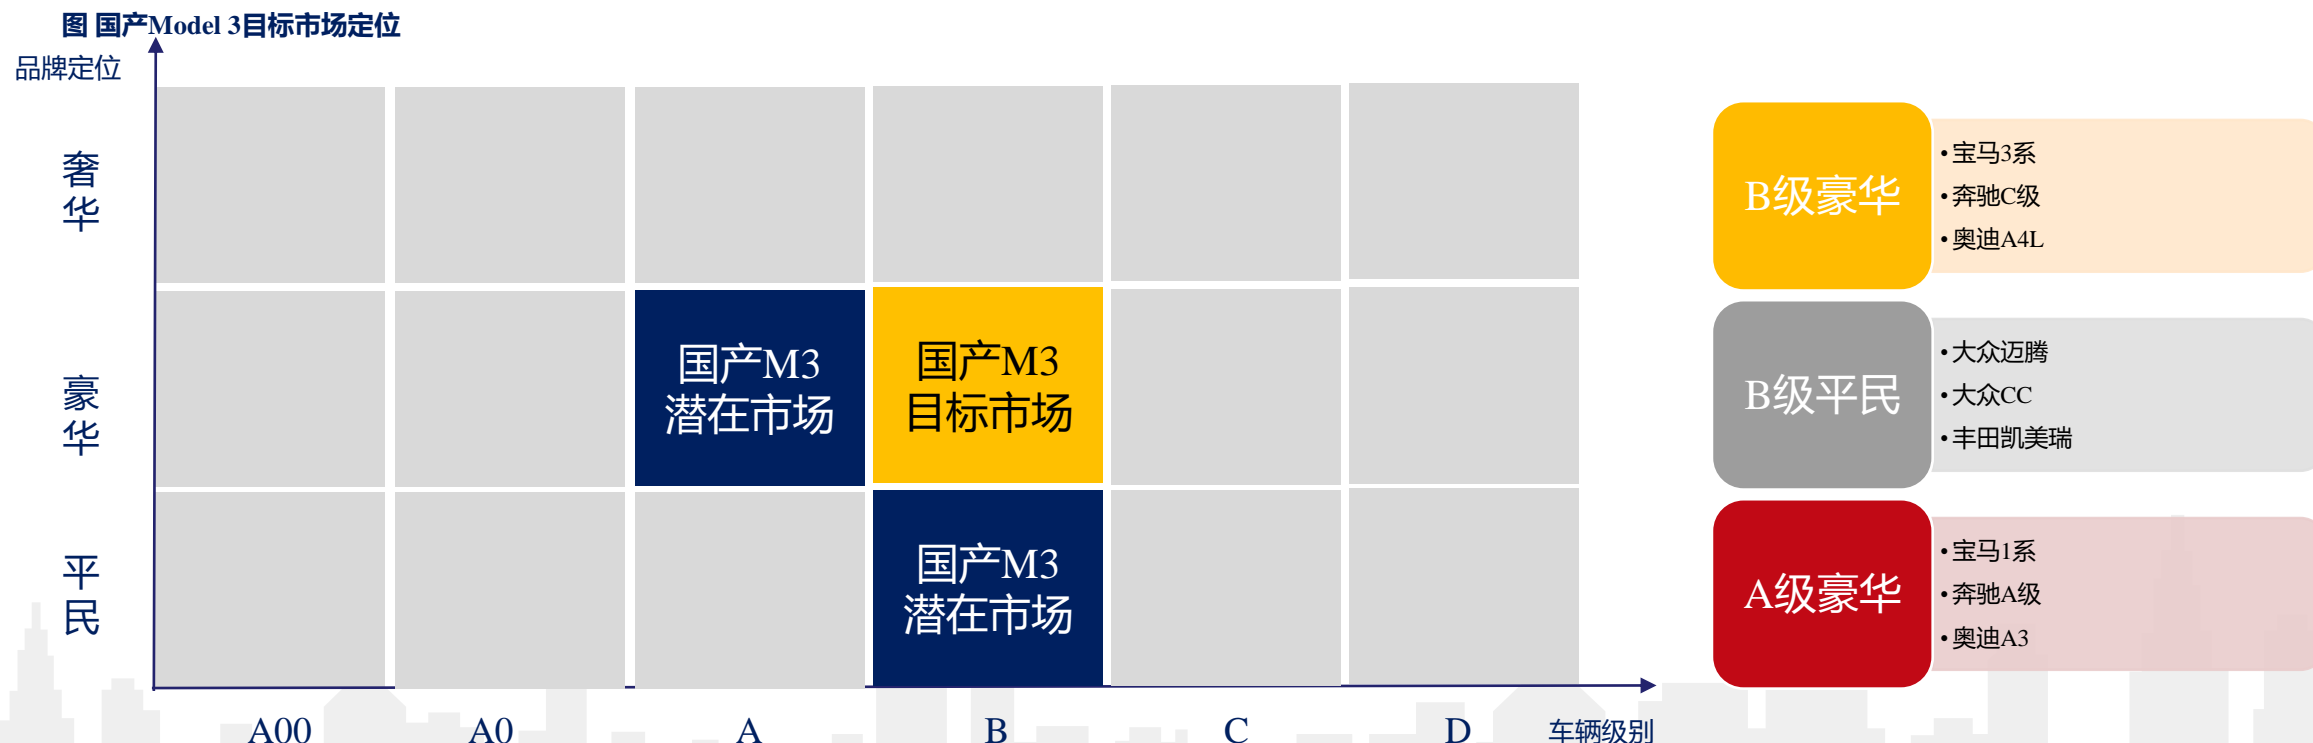 图 国产Model 3目标市场定位
品牌定位
奢
华
豪
华
平
民
国产M3
潜在市场
国产M3
目标市场
国产M3
潜在市场
A00
A0
A
B
C
D
车辆级别
B级豪华
•宝马3系
•奔驰C级
•奥迪A4L
B级平民
•大众迈腾
•大众CC
•丰田凯美瑞
A级豪华
•宝马1系
•奔驰A级
•奥迪A3